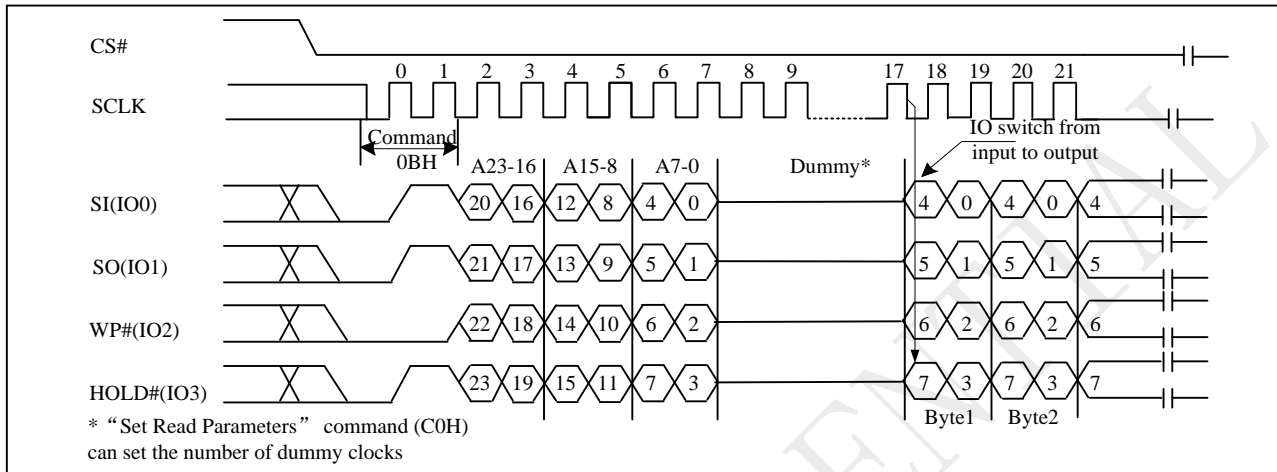 CS#
0 1 2 3 4 5 6 7 8 9 17 18 19 20 21
SCLK
Command
0BH
IO switch from
input to output
A23-16 A15-8 A7-0 Dummy*
SI(IO0) 20 16 12 8 4 0 4 0 4 0 4
SO(IO1) 21 17 13 9 5 1 5 1 5 1 5
WP#(IO2) 22 18 14 10 6 2 6 2 6 2 6
HOLD#(IO3) 23 19 15 11 7 3 7 3 7 3 7
Byte1 Byte2
* “Set Read Parameters” command (C0H)
can set the number of dummy clocks
ENTIAL